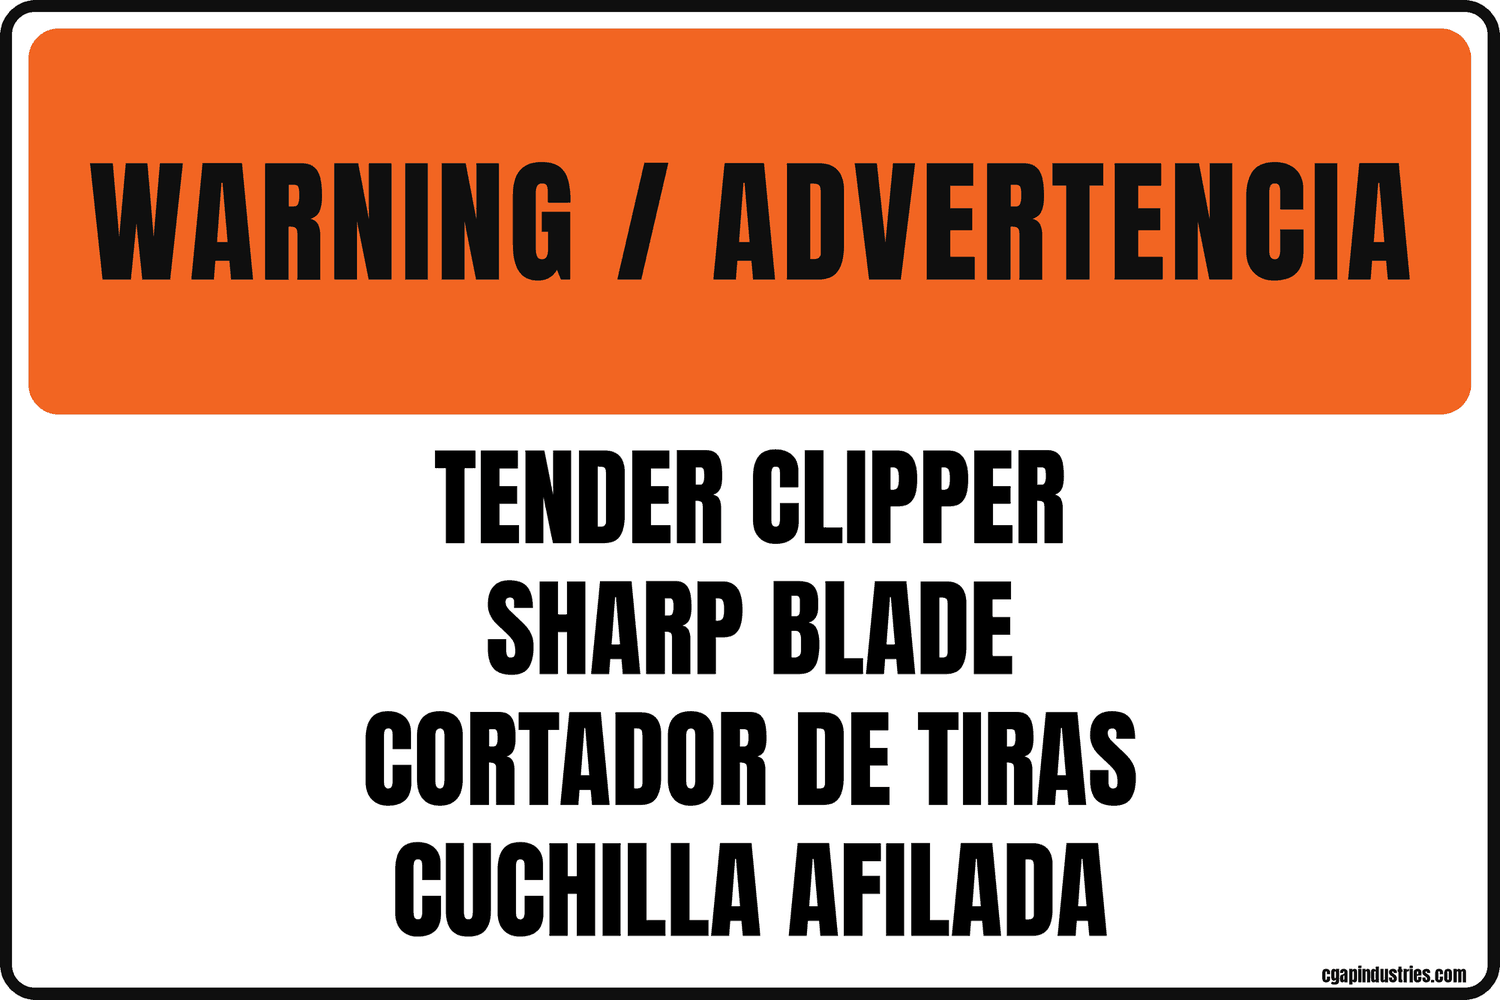 WARNING / ADVERTENCIA
TENDER CLIPPER
SHARP BLADE
CORTADOR DE TIRAS
CUCHILLA AFILADA
cgapindustries.com